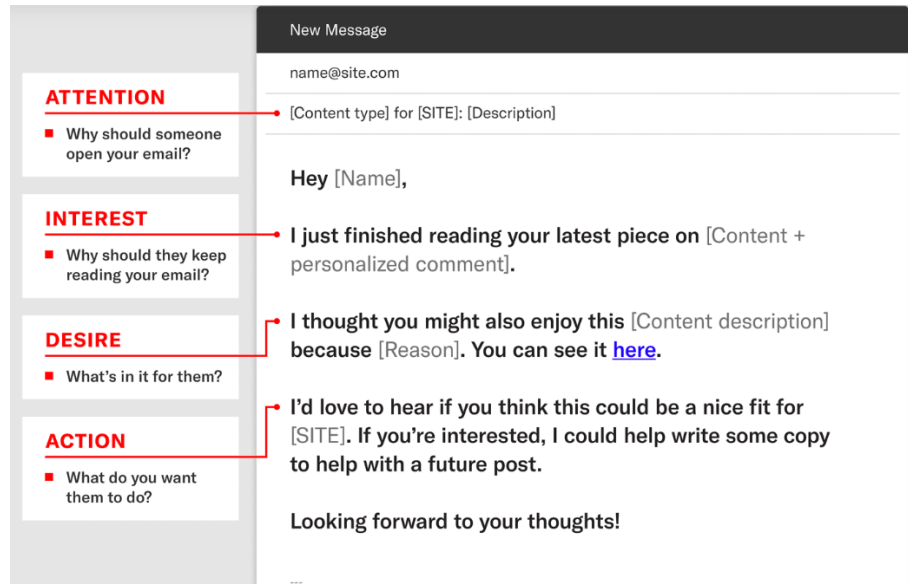 ATTENTION
Why should someone
open your email?
INTEREST
Why should they keep
reading your email?
DESIRE
What's in it for them?
ACTION
What do you want
them to do?
New Message
name@site.com
[Content type] for [SITE]: [Description]
Hey [Name],
I just finished reading your latest piece on [Content +
personalized comment].
I thought you might also enjoy this [Content description]
because [Reason]. You can see it here.
I'd love to hear if you think this could be a nice fit for
[SITE]. If you're interested, I could help write some copy
to help with a future post.
Looking forward to your thoughts!
---